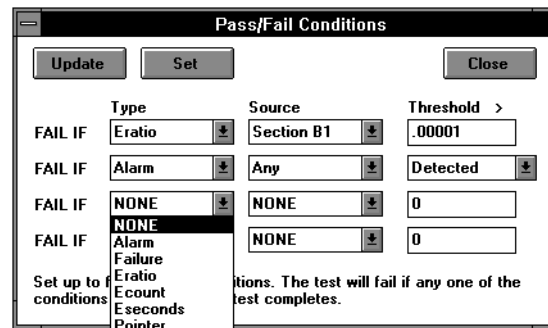 Pass/Fail Conditions
Update Set Close
Type Source Threshold >
FAIL IF Eratio Section B1 .00001
FAIL IF Alarm Any Detected
FAIL IF NONE NONE 0
NONE
FAIL IF NONE 0
Alarm
Failure
Eratio
Set up to f itions. The test will fail if any one of the
Ecount
conditions test completes.
Eseconds
Pointer